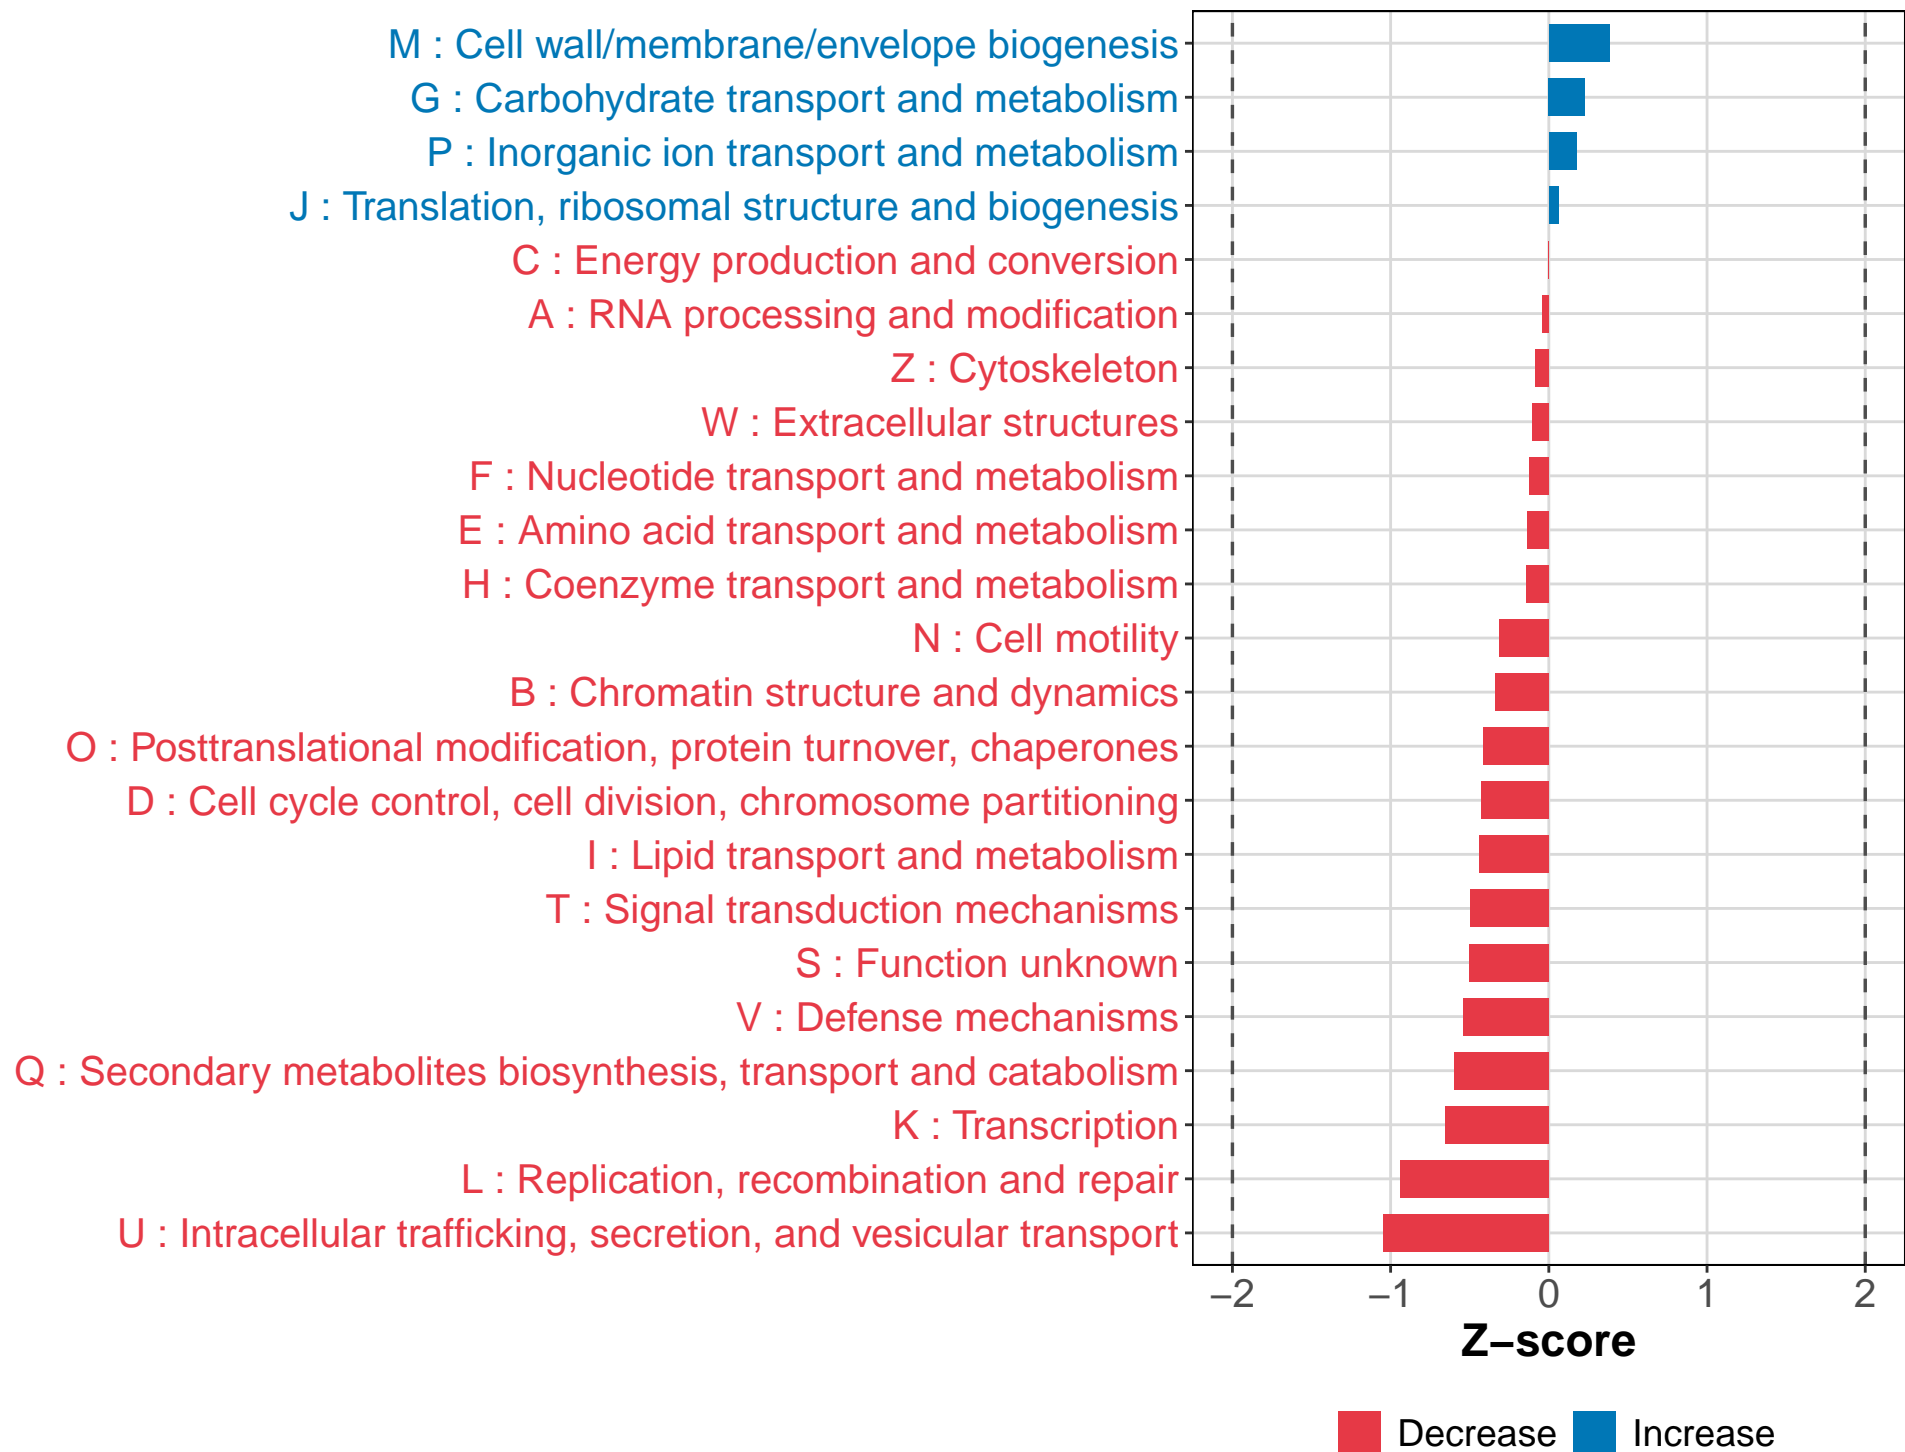 M : Cell wall/membrane/envelope biogenesis
G : Carbohydrate transport and metabolism
P : Inorganic ion transport and metabolism
J : Translation, ribosomal structure and biogenesis
C : Energy production and conversion
A : RNA processing and modification
Z : Cytoskeleton
W : Extracellular structures
F : Nucleotide transport and metabolism
E : Amino acid transport and metabolism
H : Coenzyme transport and metabolism
N : Cell motility
B : Chromatin structure and dynamics
O : Posttranslational modification, protein turnover, chaperones
D : Cell cycle control, cell division, chromosome partitioning
I : Lipid transport and metabolism
T : Signal transduction mechanisms
S : Function unknown
V : Defense mechanisms
Q : Secondary metabolites biosynthesis, transport and catabolism
K : Transcription
L : Replication, recombination and repair
U : Intracellular trafficking, secretion, and vesicular transport
−2 −1 0 1 2
Z−score
Decrease Increase